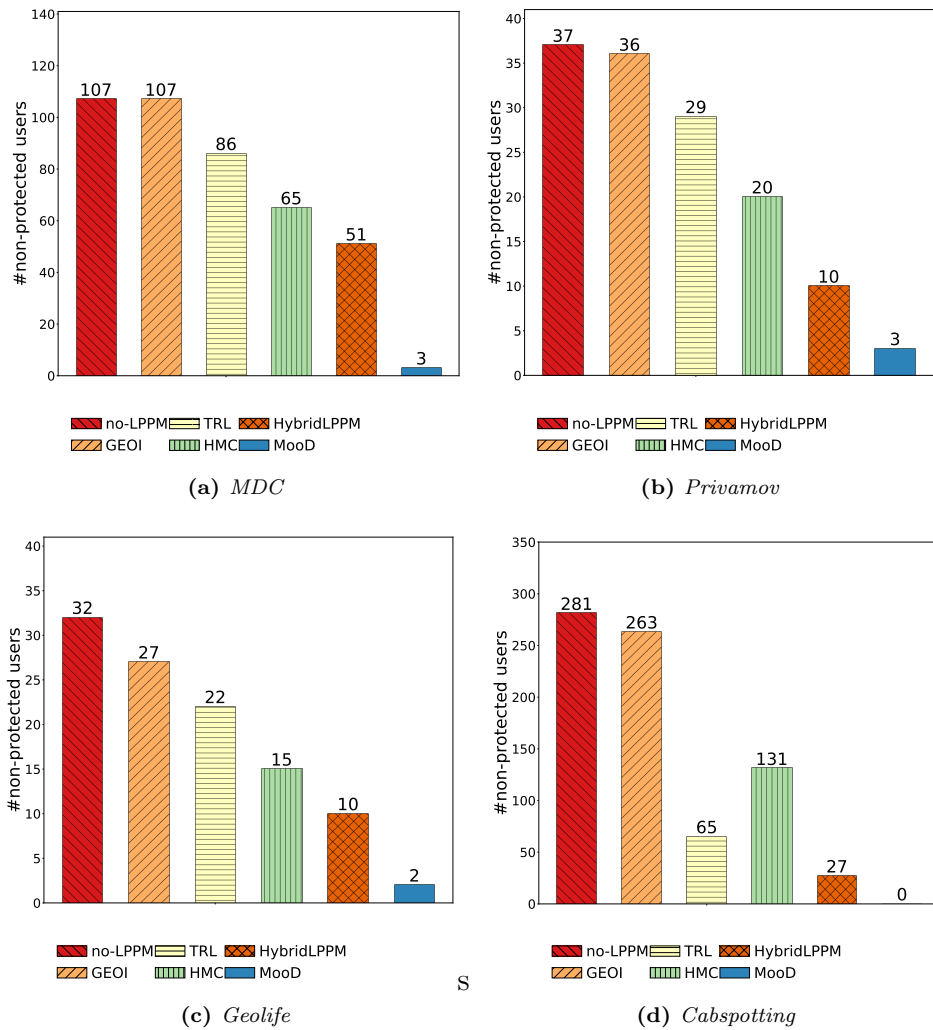 140
120
100
80
60
40
20
0
#non-protected users
107 107 86 65 51 3
no-LPPM TRL HybridLPPM
GEOI HMC MooD
(a) MDC
40
35
30
25
20
15
10
5
0
#non-protected users
37 36 29 20 10 3
no-LPPM TRL HybridLPPM
GEOI HMC MooD
(b) Privamov
40
35
30
25
20
15
10
5
0
#non-protected users
32 27 22 15 10 2
no-LPPM TRL HybridLPPM
GEOI HMC MooD
(c) Geolife
350
300
250
200
150
100
50
0
#non-protected users
281 263 65 131 27 0
no-LPPM TRL HybridLPPM
GEOI HMC MooD
S
(d) Cabspotting